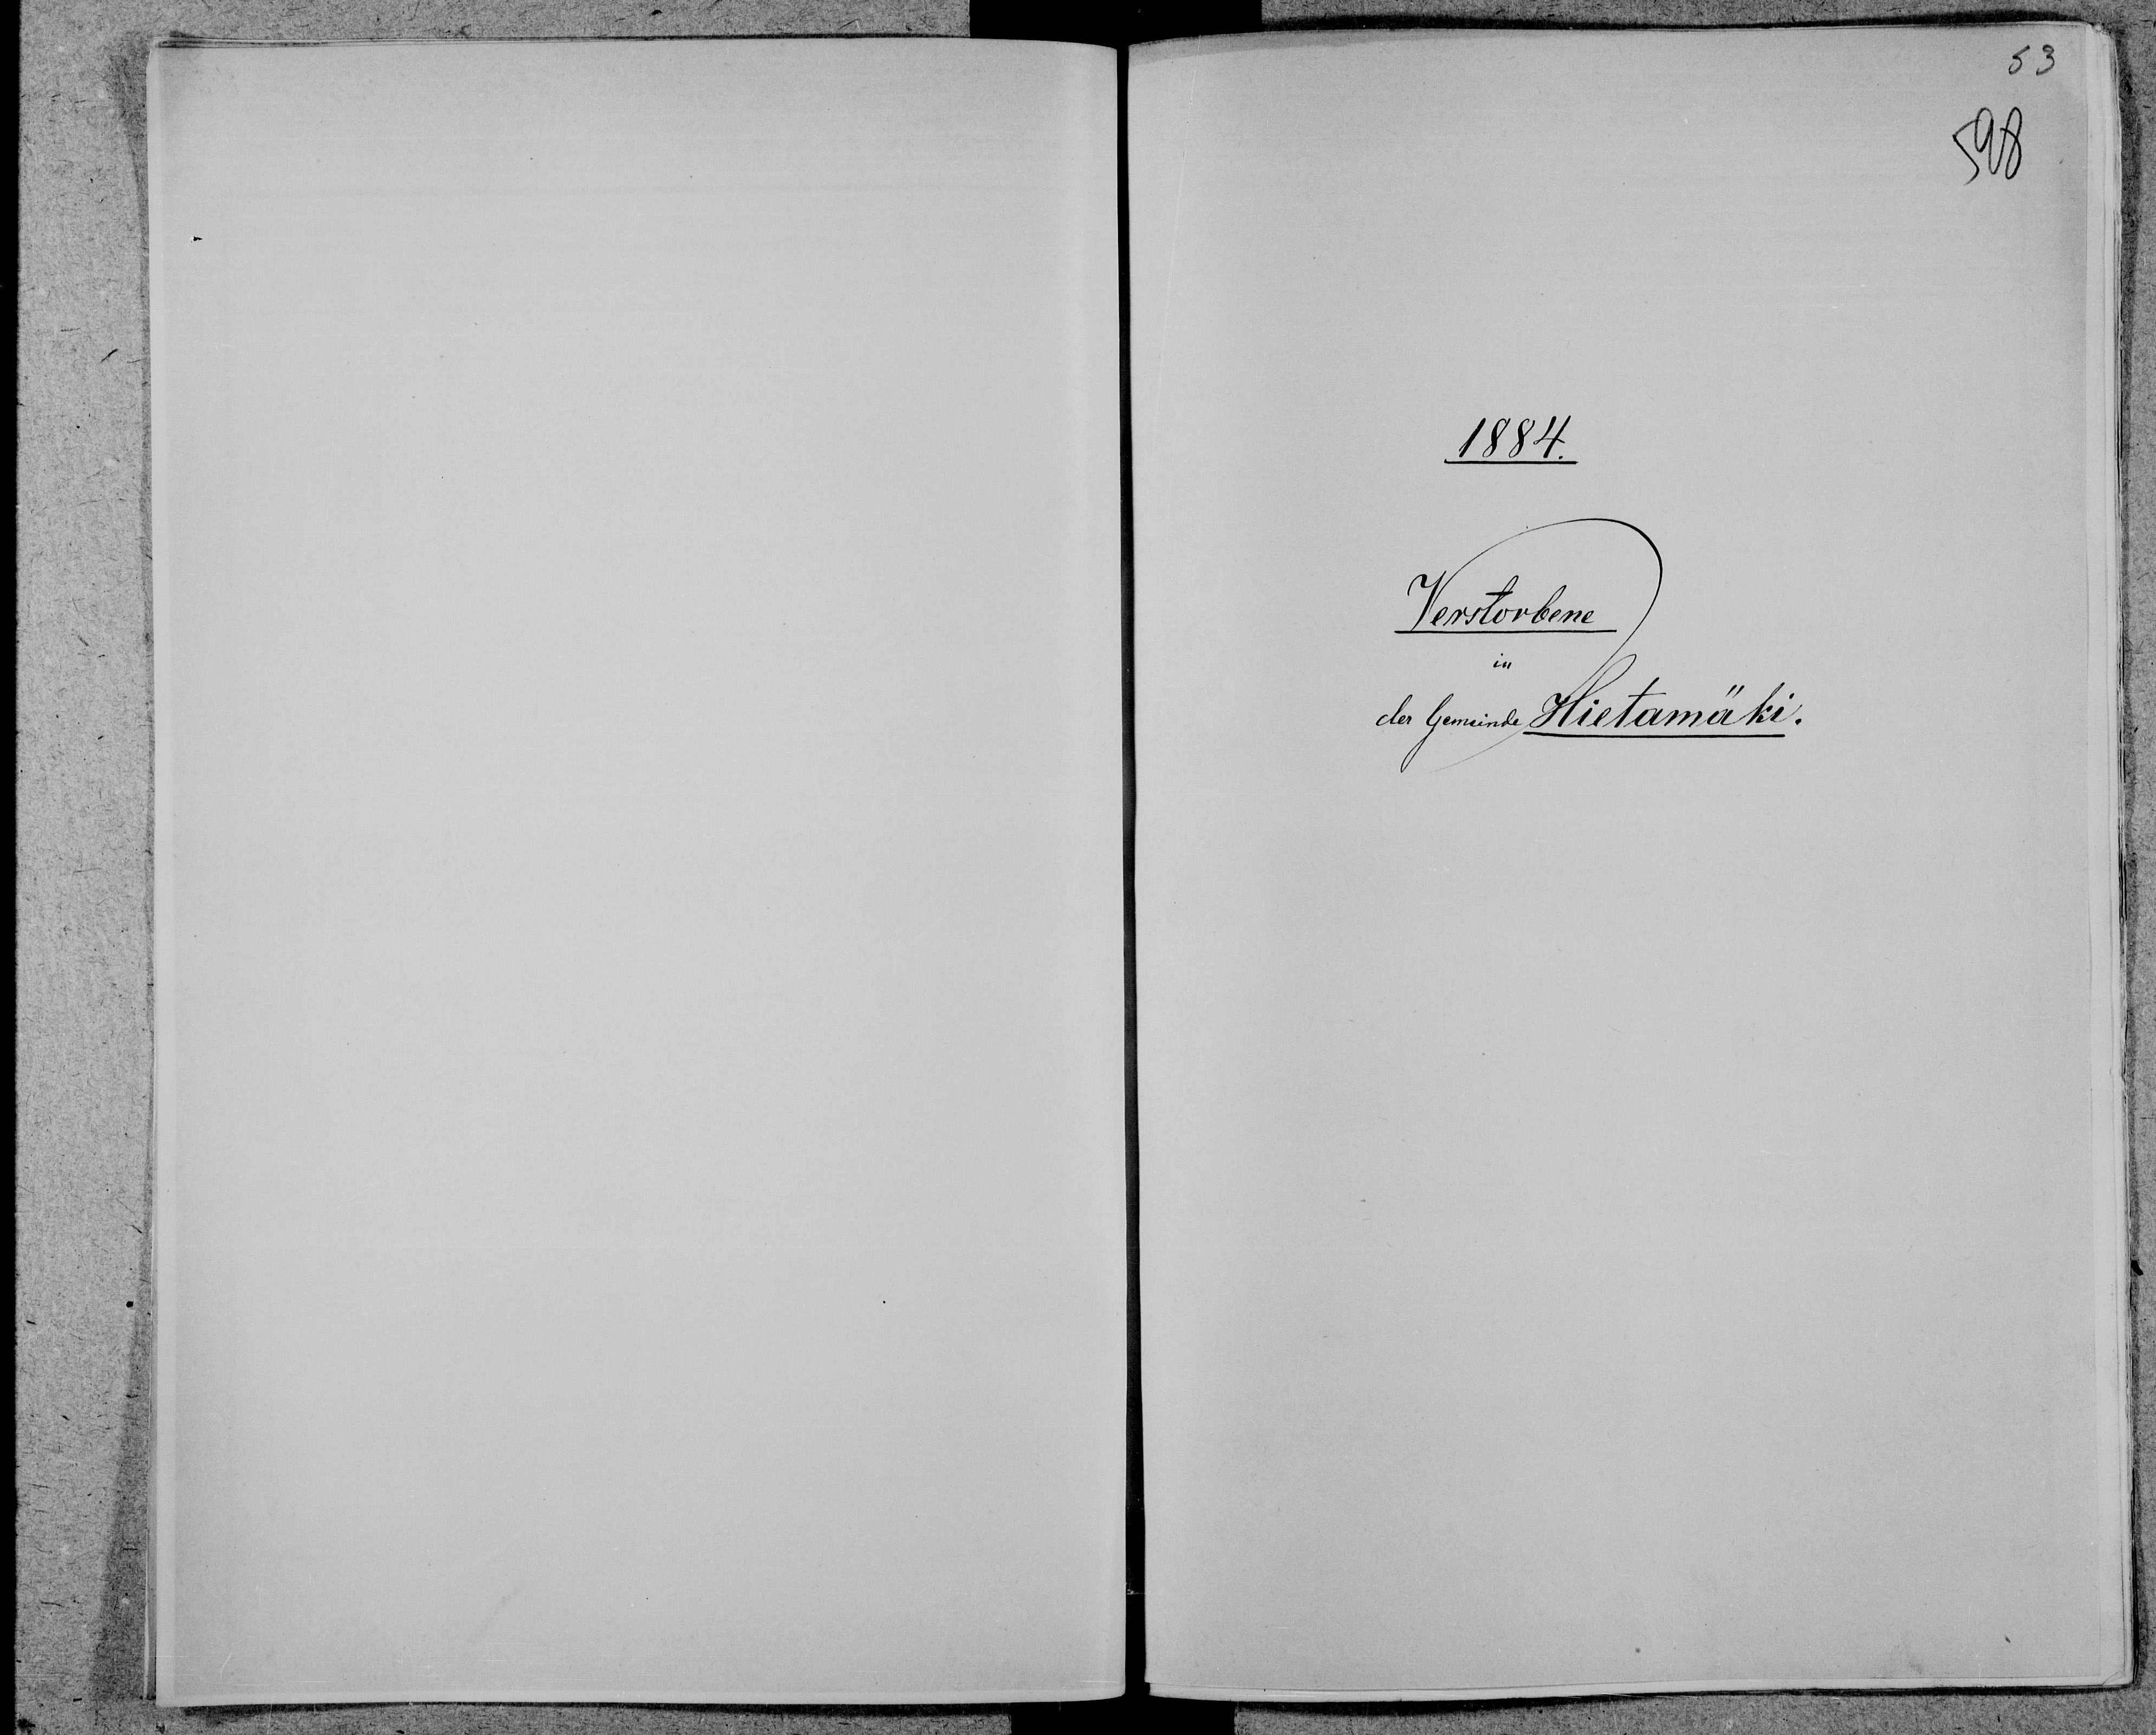 53
598
1884.
Verstorbene
in
der Gemeinde Hietamäki.